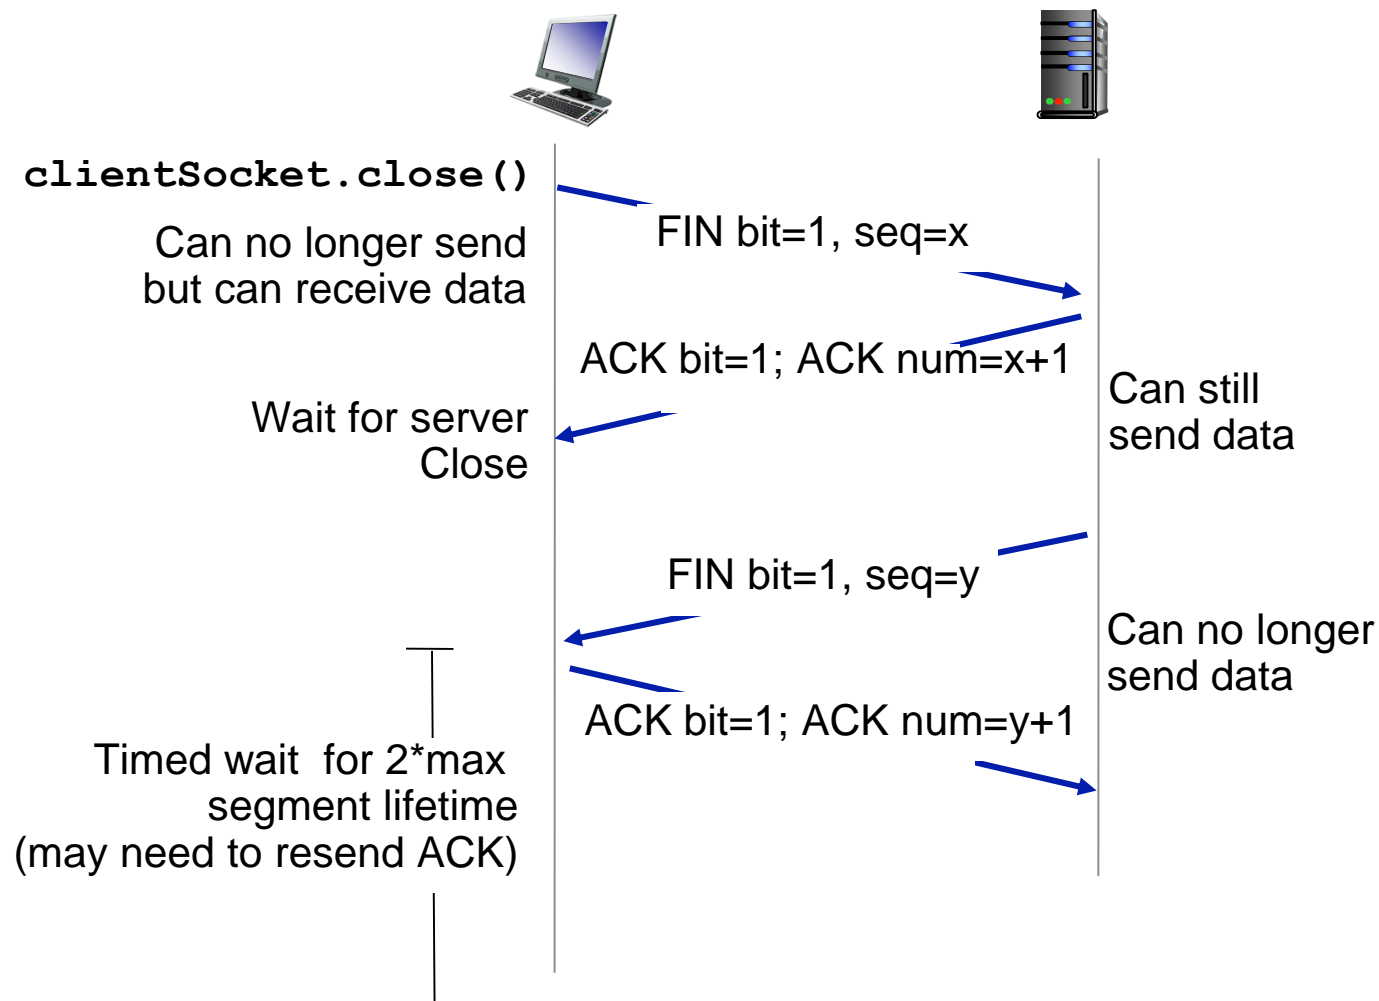 clientSocket.close()
FIN bit=1, seq=x
Can no longer send
but can receive data
ACK bit=1; ACK num=x+1
Can still
send data
Wait for server
Close
FIN bit=1, seq=y
Can no longer
send data
ACK bit=1; ACK num=y+1
Timed wait for 2*max
segment lifetime
(may need to resend ACK)